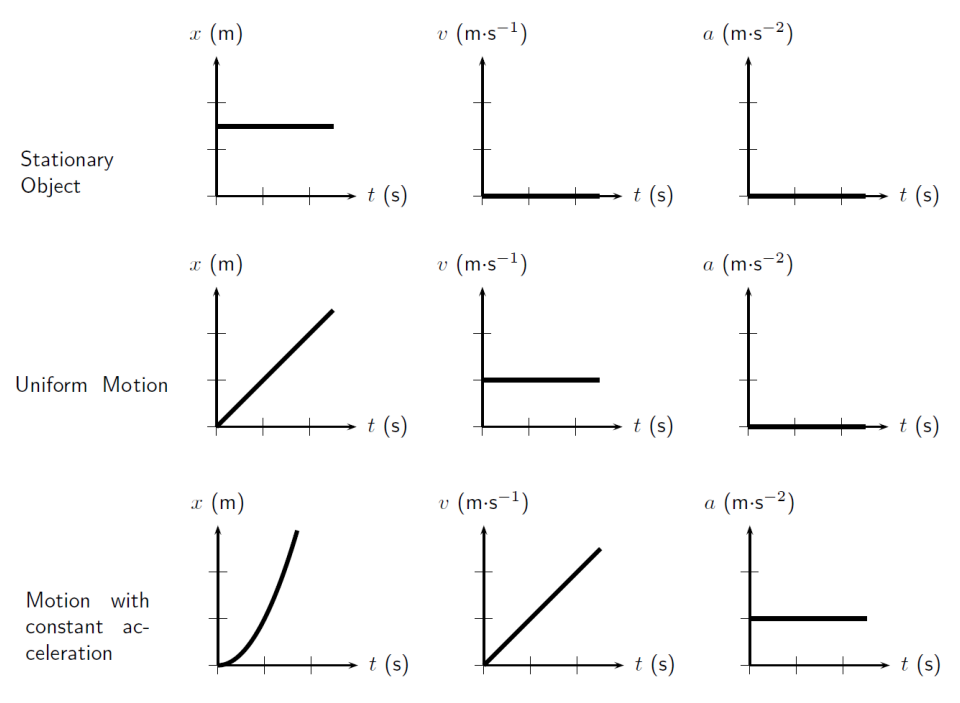 x (m)
v (m·s⁻¹)
a (m·s⁻²)
Stationary
Object
t (s)
t (s)
t (s)
x (m)
v (m·s⁻¹)
a (m·s⁻²)
Uniform Motion
t (s)
t (s)
t (s)
x (m)
v (m·s⁻¹)
a (m·s⁻²)
Motion with
constant ac-
celeration
t (s)
t (s)
t (s)